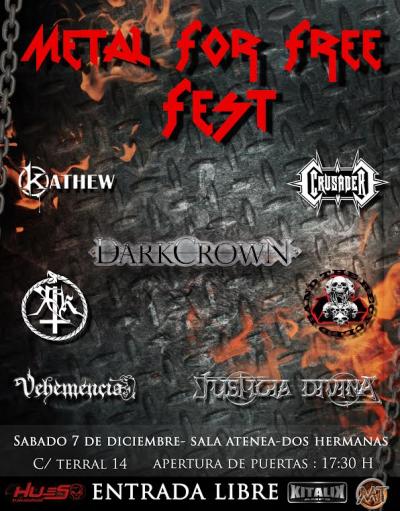 METAL FOR FREE
FEST
KATHEW
CRUSADER
DARKCROWN
Vehemencia
JUSTICIA DIVINA
SABADO 7 DE DICIEMBRE- SALA ATENEA-DOS HERMANAS
C/ TERRAL 14 APERTURA DE PUERTAS : 17:30 H
HUESO
ENTRADA LIBRE
KITALIK